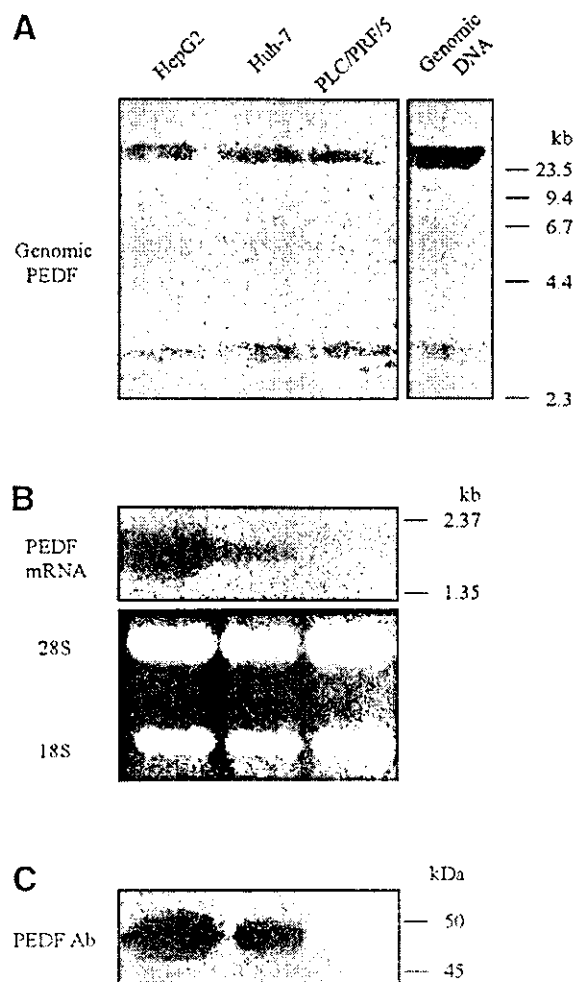 A
HepG2
Huh-7
PLC/PRF/5
Genomic
DNA
kb
23.5
9.4
6.7
4.4
2.3
Genomic
PEDF
B
kb
2.37
1.35
PEDF
mRNA
28S
18S
C
kDa
50
45
PEDF Ab